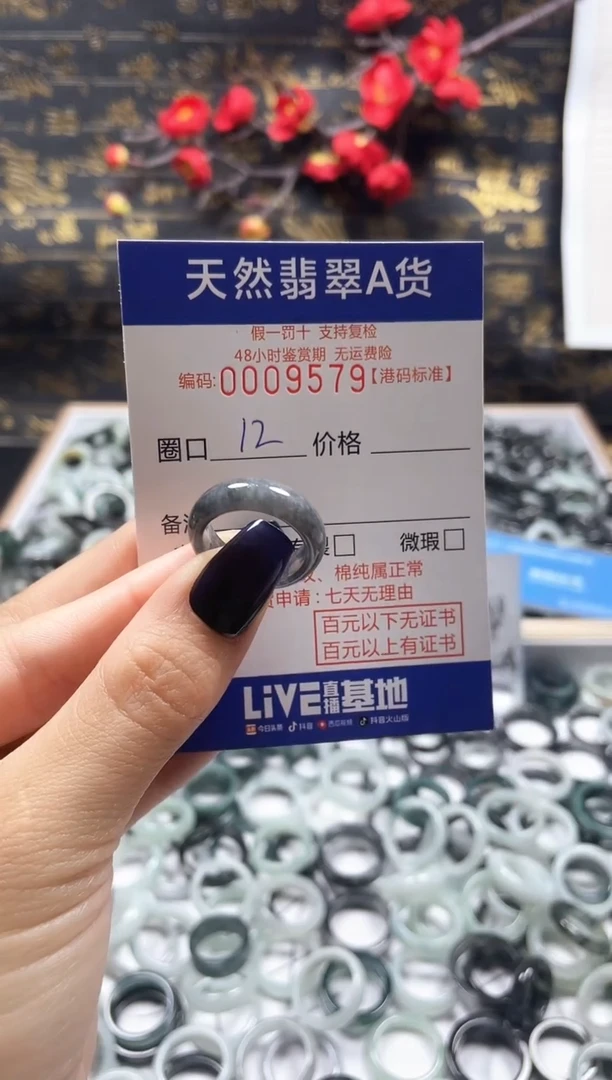 天然翡翠A货
假一罚十 支持复检
48小时鉴赏期 无运费险
编码:0009579【港码标准】
圈口 12 价格
备
微瑕
、棉纯属正常
申请:七天无理由
百元以下无证书
百元以上有证书
LiVE直播基地
今日头条 抖音 西瓜视频 抖音火山版